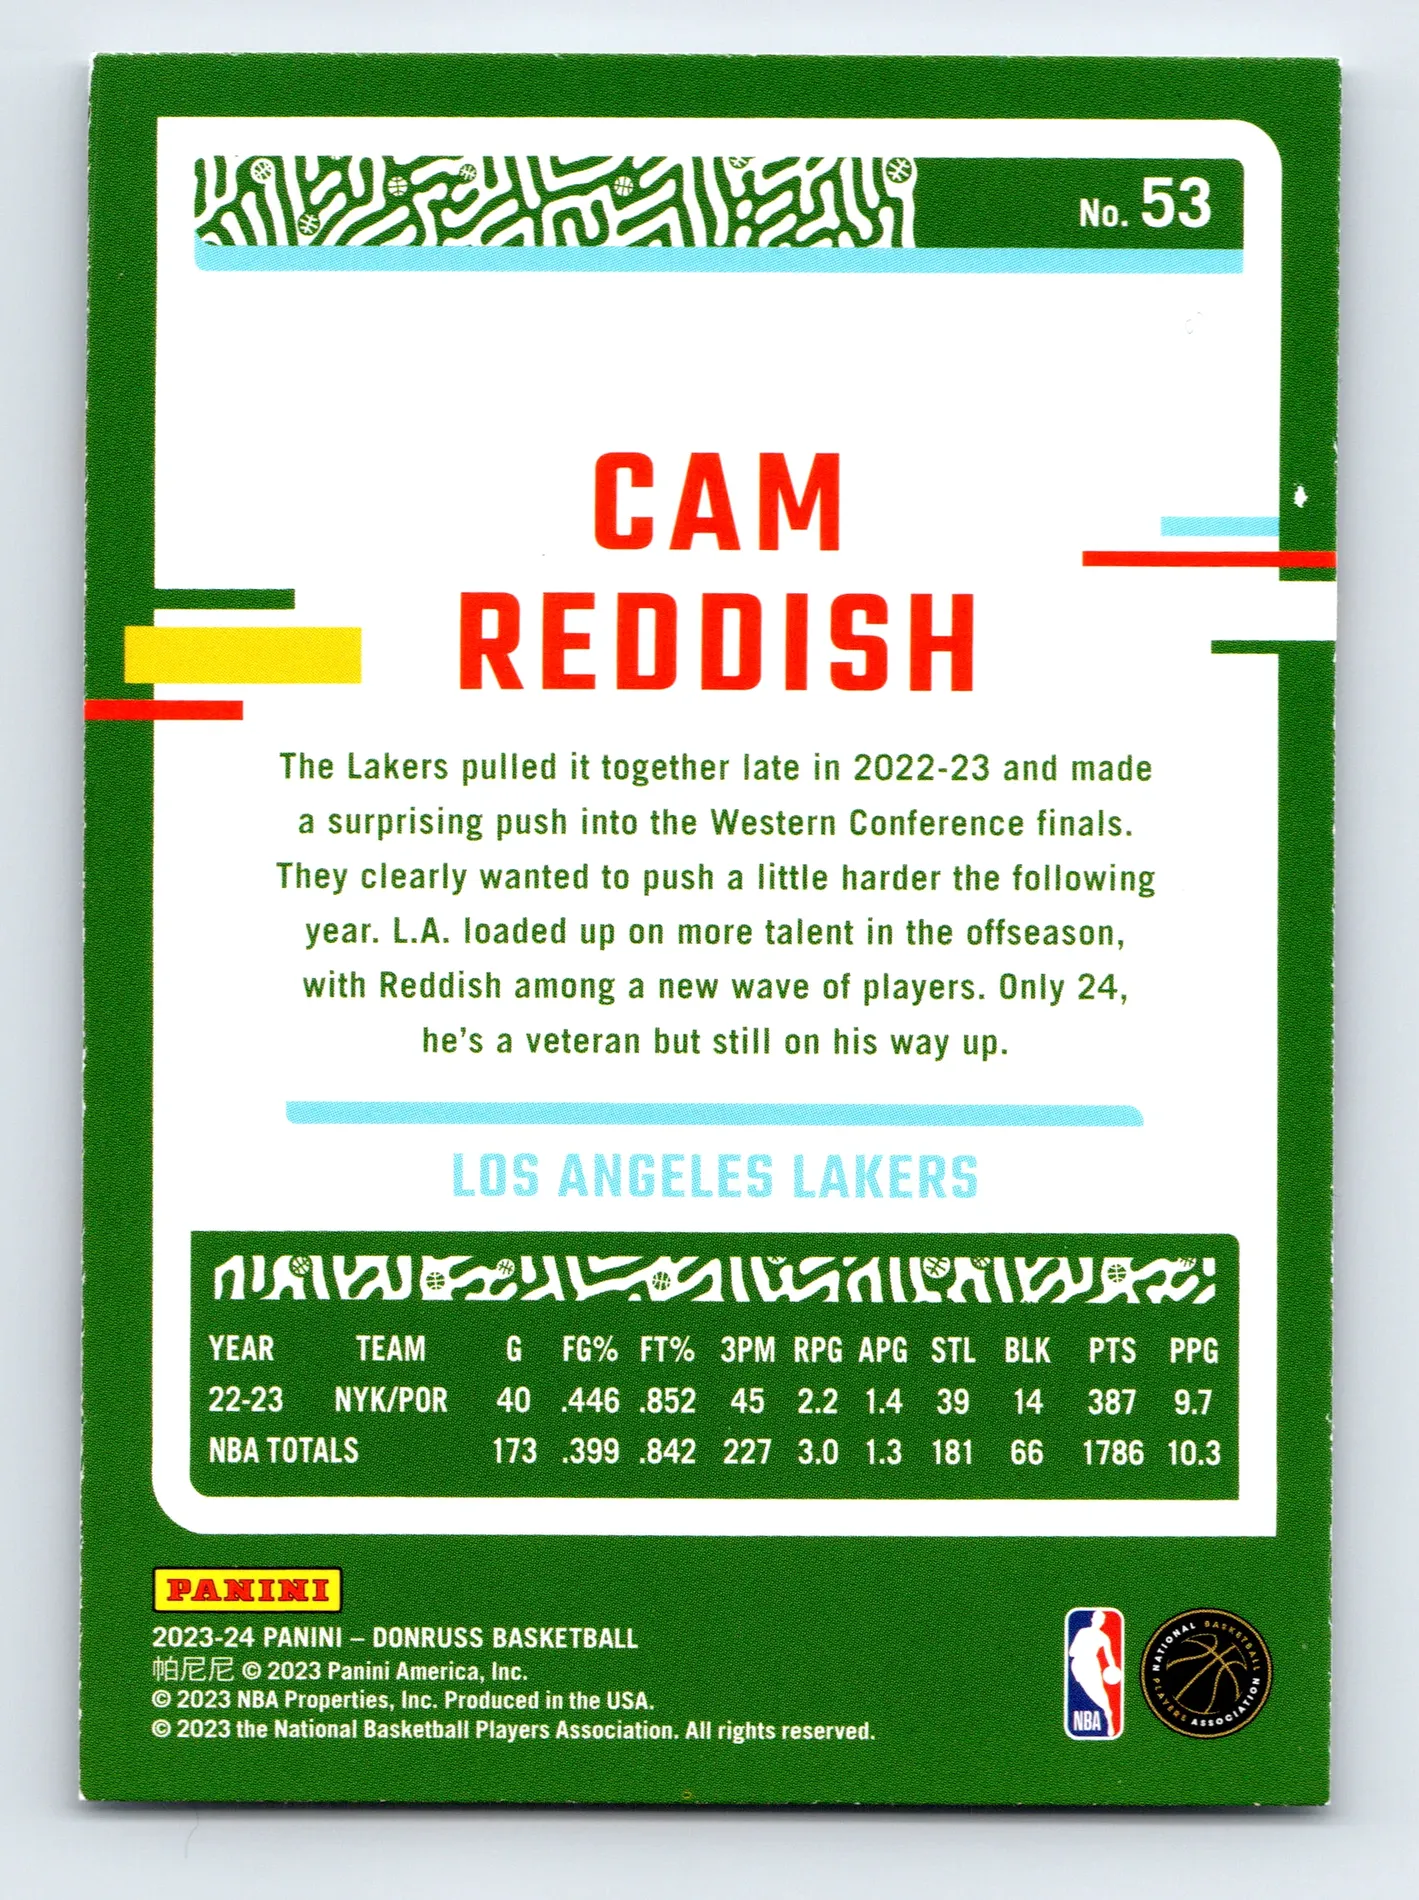 No. 53
CAM
REDDISH
The Lakers pulled it together late in 2022-23 and made
a surprising push into the Western Conference finals.
They clearly wanted to push a little harder the following
year. L.A. loaded up on more talent in the offseason,
with Reddish among a new wave of players. Only 24,
he's a veteran but still on his way up.
LOS ANGELES LAKERS
YEAR TEAM G FG% FT% 3PM RPG APG STL BLK PTS PPG
22-23 NYK/POR 40 .446 .852 45 2.2 1.4 39 14 387 9.7
NBA TOTALS 173 .399 .842 227 3.0 1.3 181 66 1786 10.3
PANINI
2023-24 PANINI – DONRUSS BASKETBALL
帕尼尼 © 2023 Panini America, Inc.
© 2023 NBA Properties, Inc. Produced in the USA.
© 2023 the National Basketball Players Association. All rights reserved.
NBA
NATIONAL BASKETBALL
PLAYERS ASSOCIATION